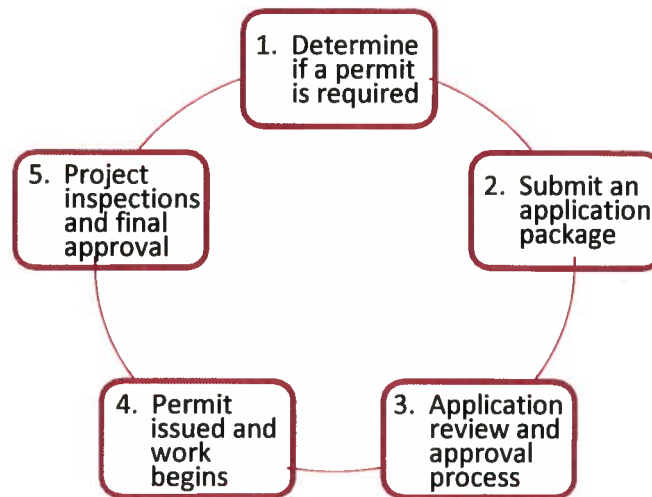 1. Determine
if a permit
is required
2. Submit an
application
package
3. Application
review and
approval
process
4. Permit
issued and
work
begins
5. Project
inspections
and final
approval